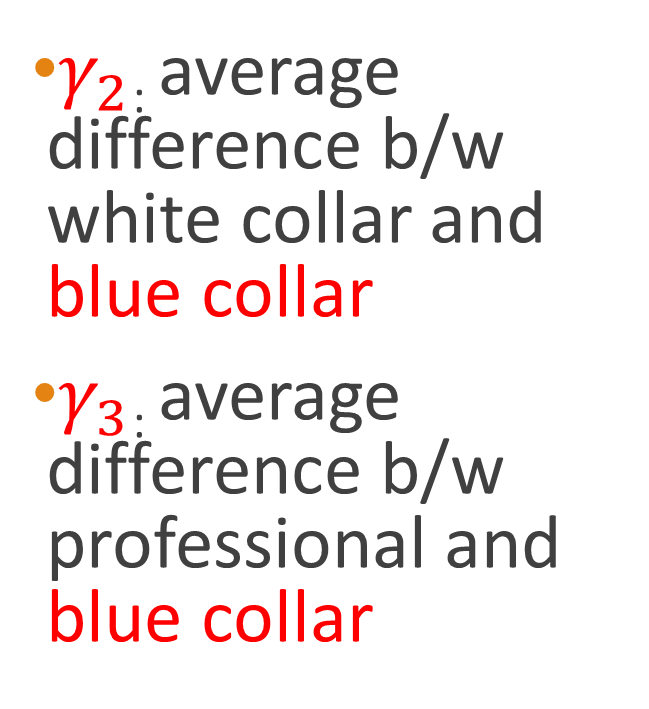 •γ₂: average
difference b/w
white collar and
blue collar
•γ₃: average
difference b/w
professional and
blue collar